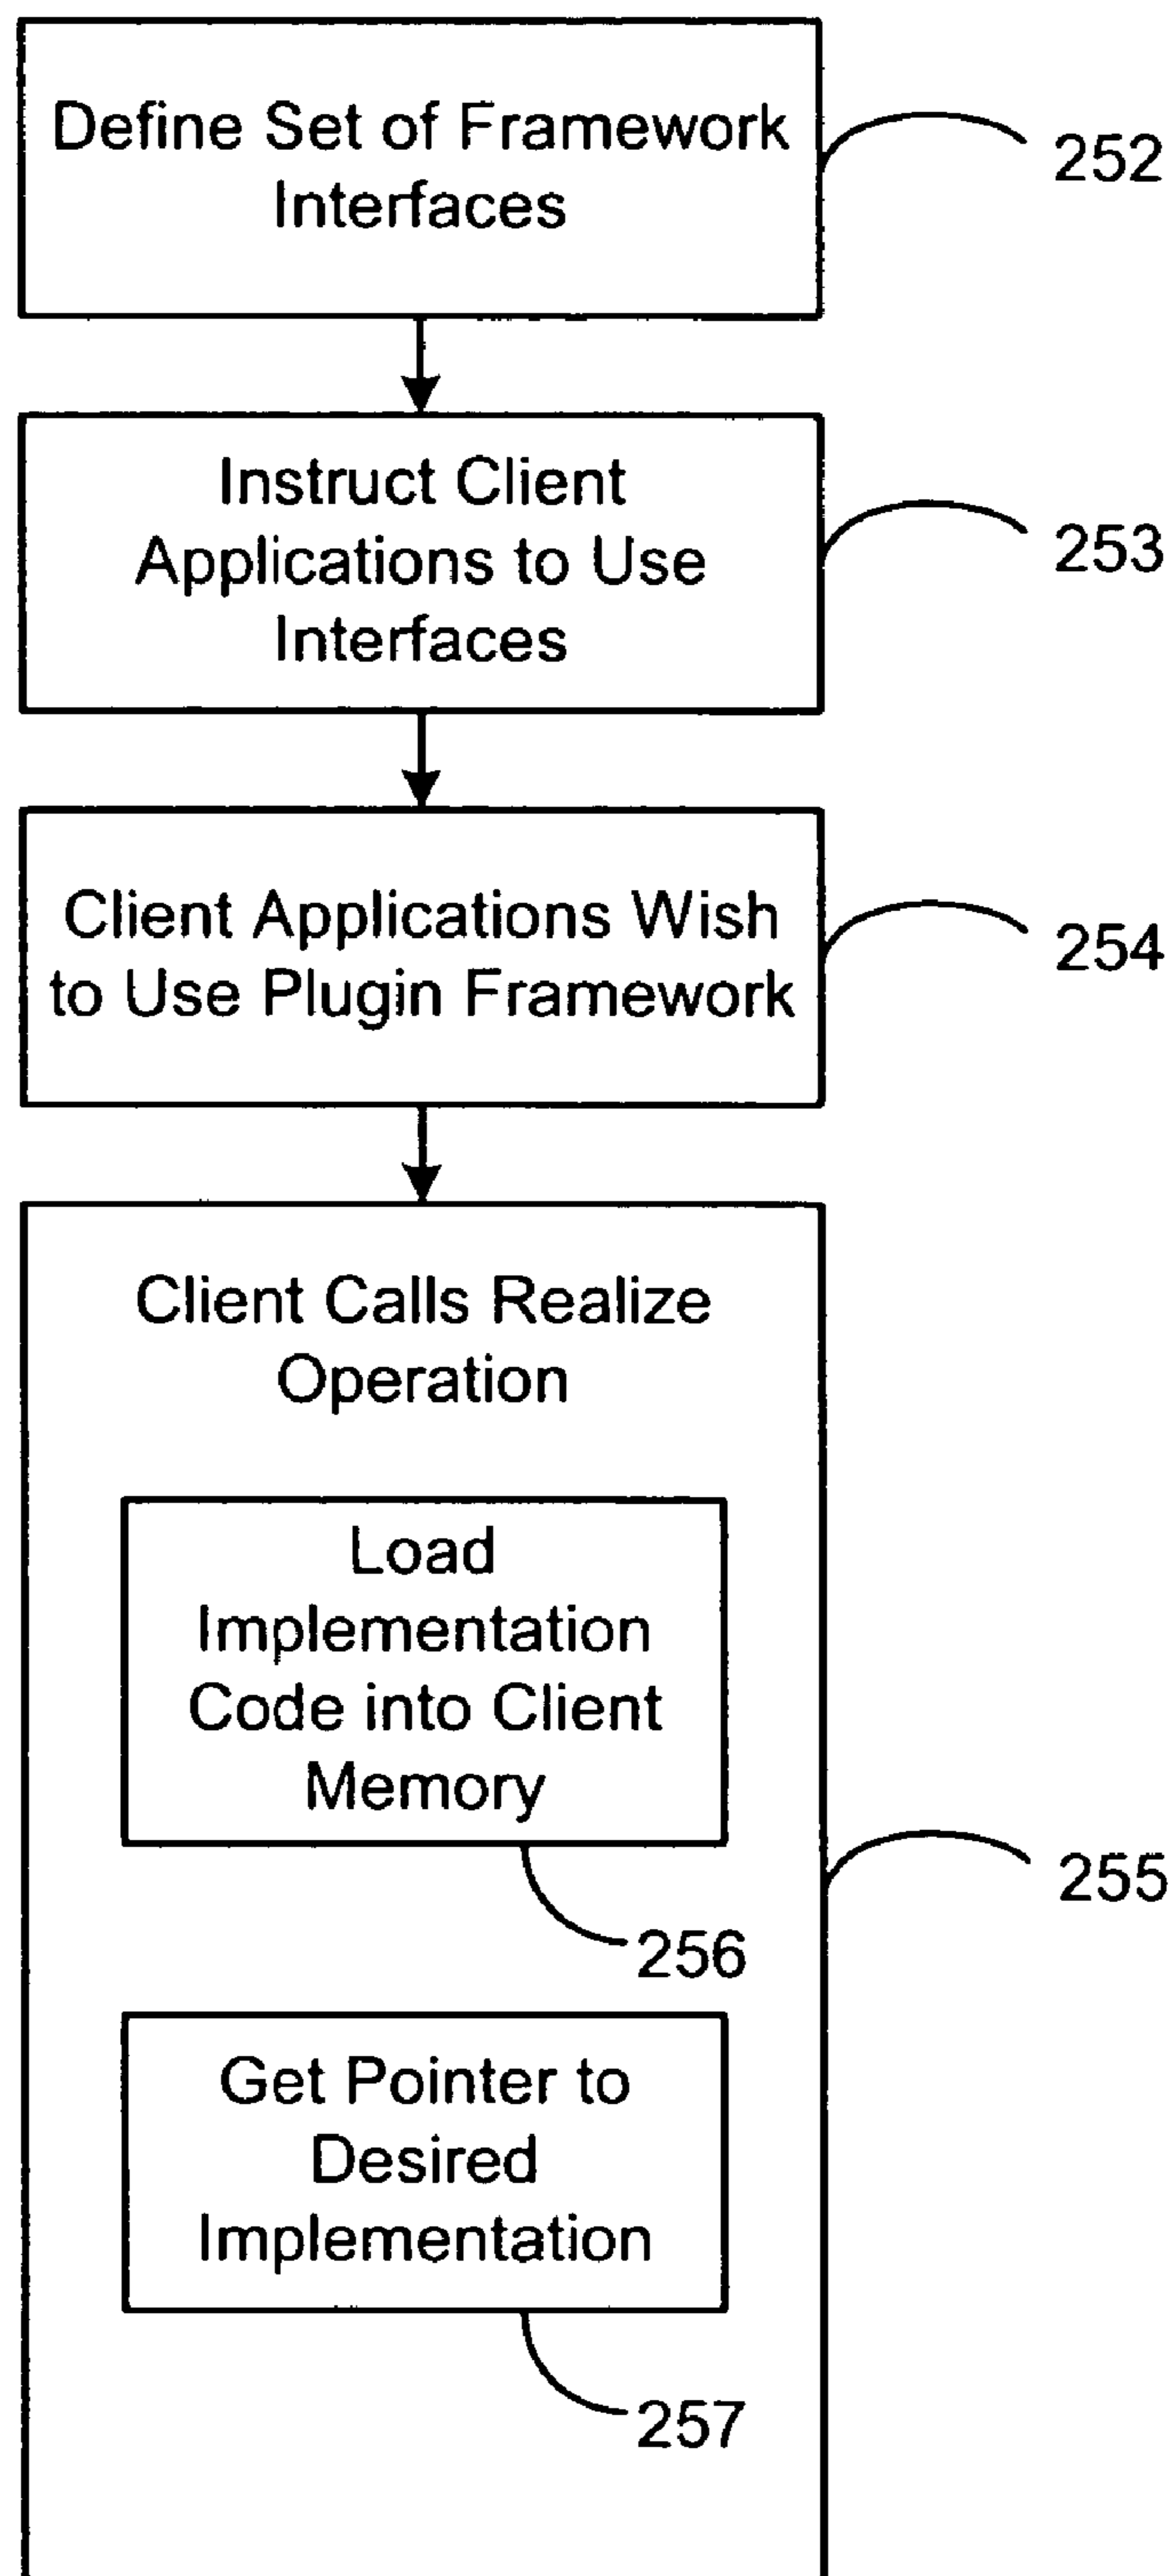 Define Set of Framework
Interfaces
252
Instruct Client
Applications to Use
Interfaces
253
Client Applications Wish
to Use Plugin Framework
254
Client Calls Realize
Operation
Load
Implementation
Code into Client
Memory
255
256
Get Pointer to
Desired
Implementation
257